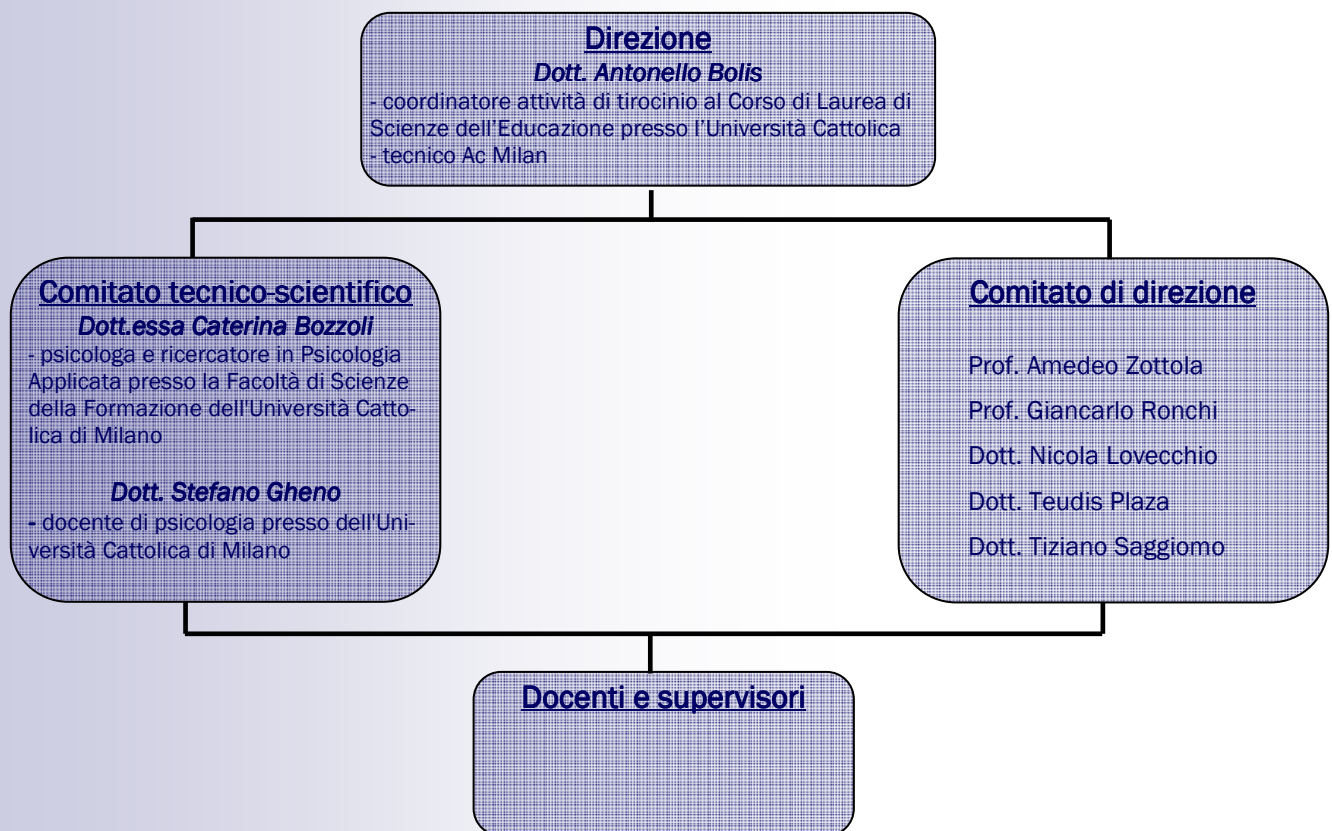 Direzione
Dott. Antonello Bolis
- coordinatore attività di tirocinio al Corso di Laurea di
Scienze dell’Educazione presso l’Università Cattolica
- tecnico Ac Milan
Comitato tecnico-scientifico
Dott.essa Caterina Bozzoli
- psicologa e ricercatore in Psicologia
Applicata presso la Facoltà di Scienze
della Formazione dell'Università Catto-
lica di Milano
Dott. Stefano Gheno
- docente di psicologia presso dell'Uni-
versità Cattolica di Milano
Comitato di direzione
Prof. Amedeo Zottola
Prof. Giancarlo Ronchi
Dott. Nicola Lovecchio
Dott. Teudis Plaza
Dott. Tiziano Saggiomo
Docenti e supervisori